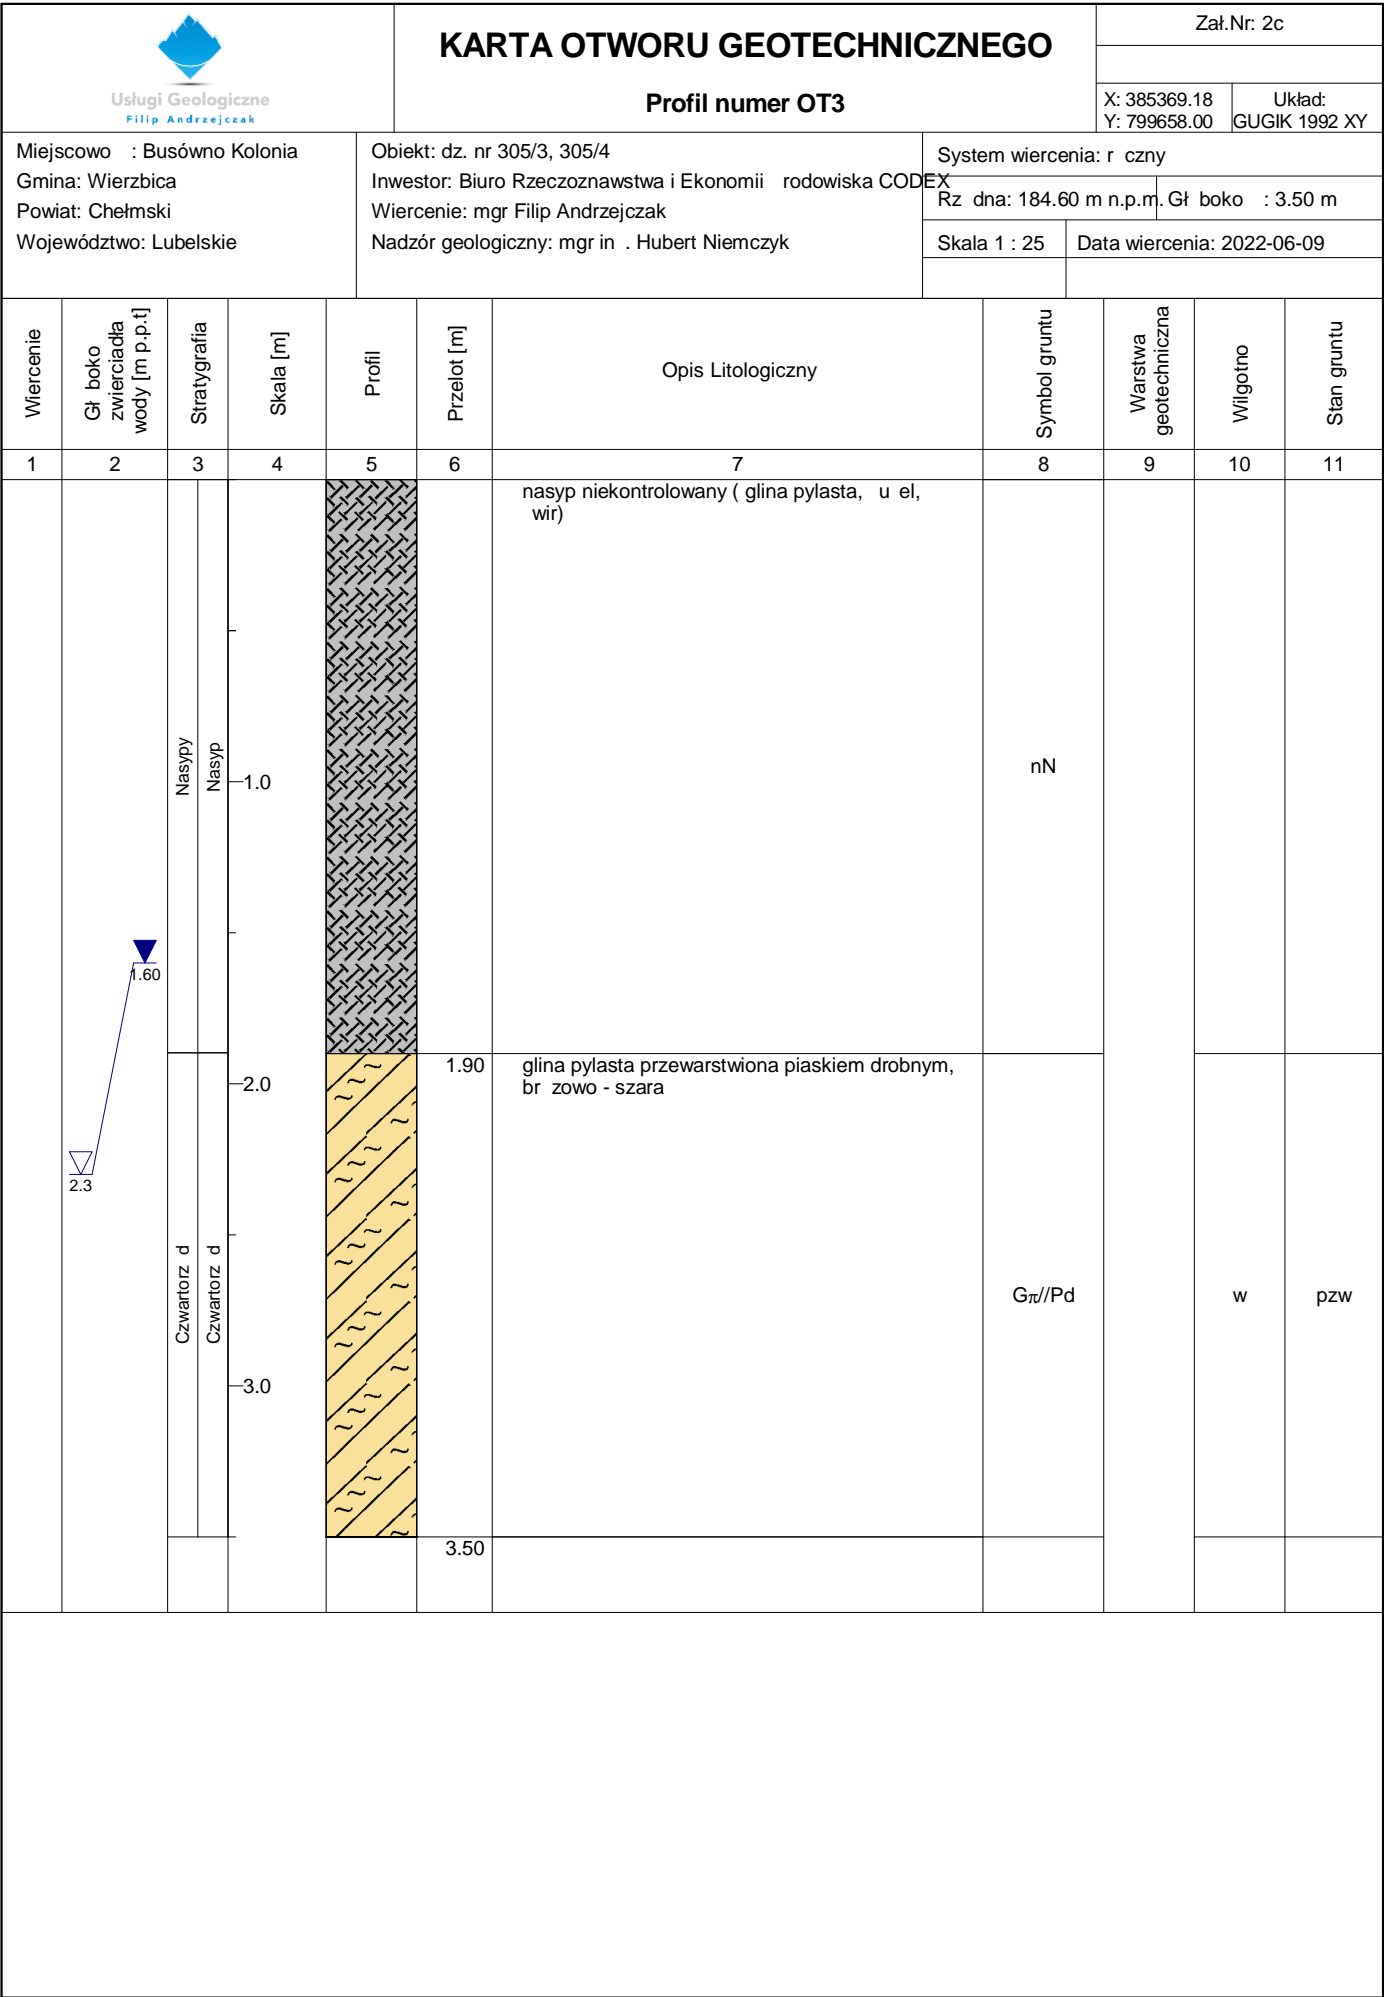 Usługi Geologiczne
Filip Andrzejczak
KARTA OTWORU GEOTECHNICZNEGO
Profil numer OT3
Zał.Nr: 2c
X: 385369.18
Y: 799658.00
Układ:
GUGIK 1992 XY
Miejscowo : Busówno Kolonia
Gmina: Wierzbica
Powiat: Chełmski
Województwo: Lubelskie
Obiekt: dz. nr 305/3, 305/4
Inwestor: Biuro Rzeczoznawstwa i Ekonomii rodowiska CODEX
Wiercenie: mgr Filip Andrzejczak
Nadzór geologiczny: mgr in . Hubert Niemczyk
System wiercenia: r czny
Rz dna: 184.60 m n.p.m. Gł boko : 3.50 m
Skala 1 : 25 Data wiercenia: 2022-06-09
Wiercenie
Gł boko
zwierciadła
wody [m p.p.t]
Stratygrafia
Skala [m]
Profil
Przelot [m]
Opis Litologiczny
Symbol gruntu
Warstwa
geotechniczna
Wilgotno
Stan gruntu
1 2 3 4 5 6 7 8 9 10 11
nasyp niekontrolowany ( glina pylasta, u el,
wir)
Nasypy
Nasyp
1.0
nN
1.60
1.90
glina pylasta przewarstwiona piaskiem drobnym,
br zowo - szara
2.0
2.3
Czwartorz d
Czwartorz d
Gπ//Pd
w
pzw
3.0
3.50